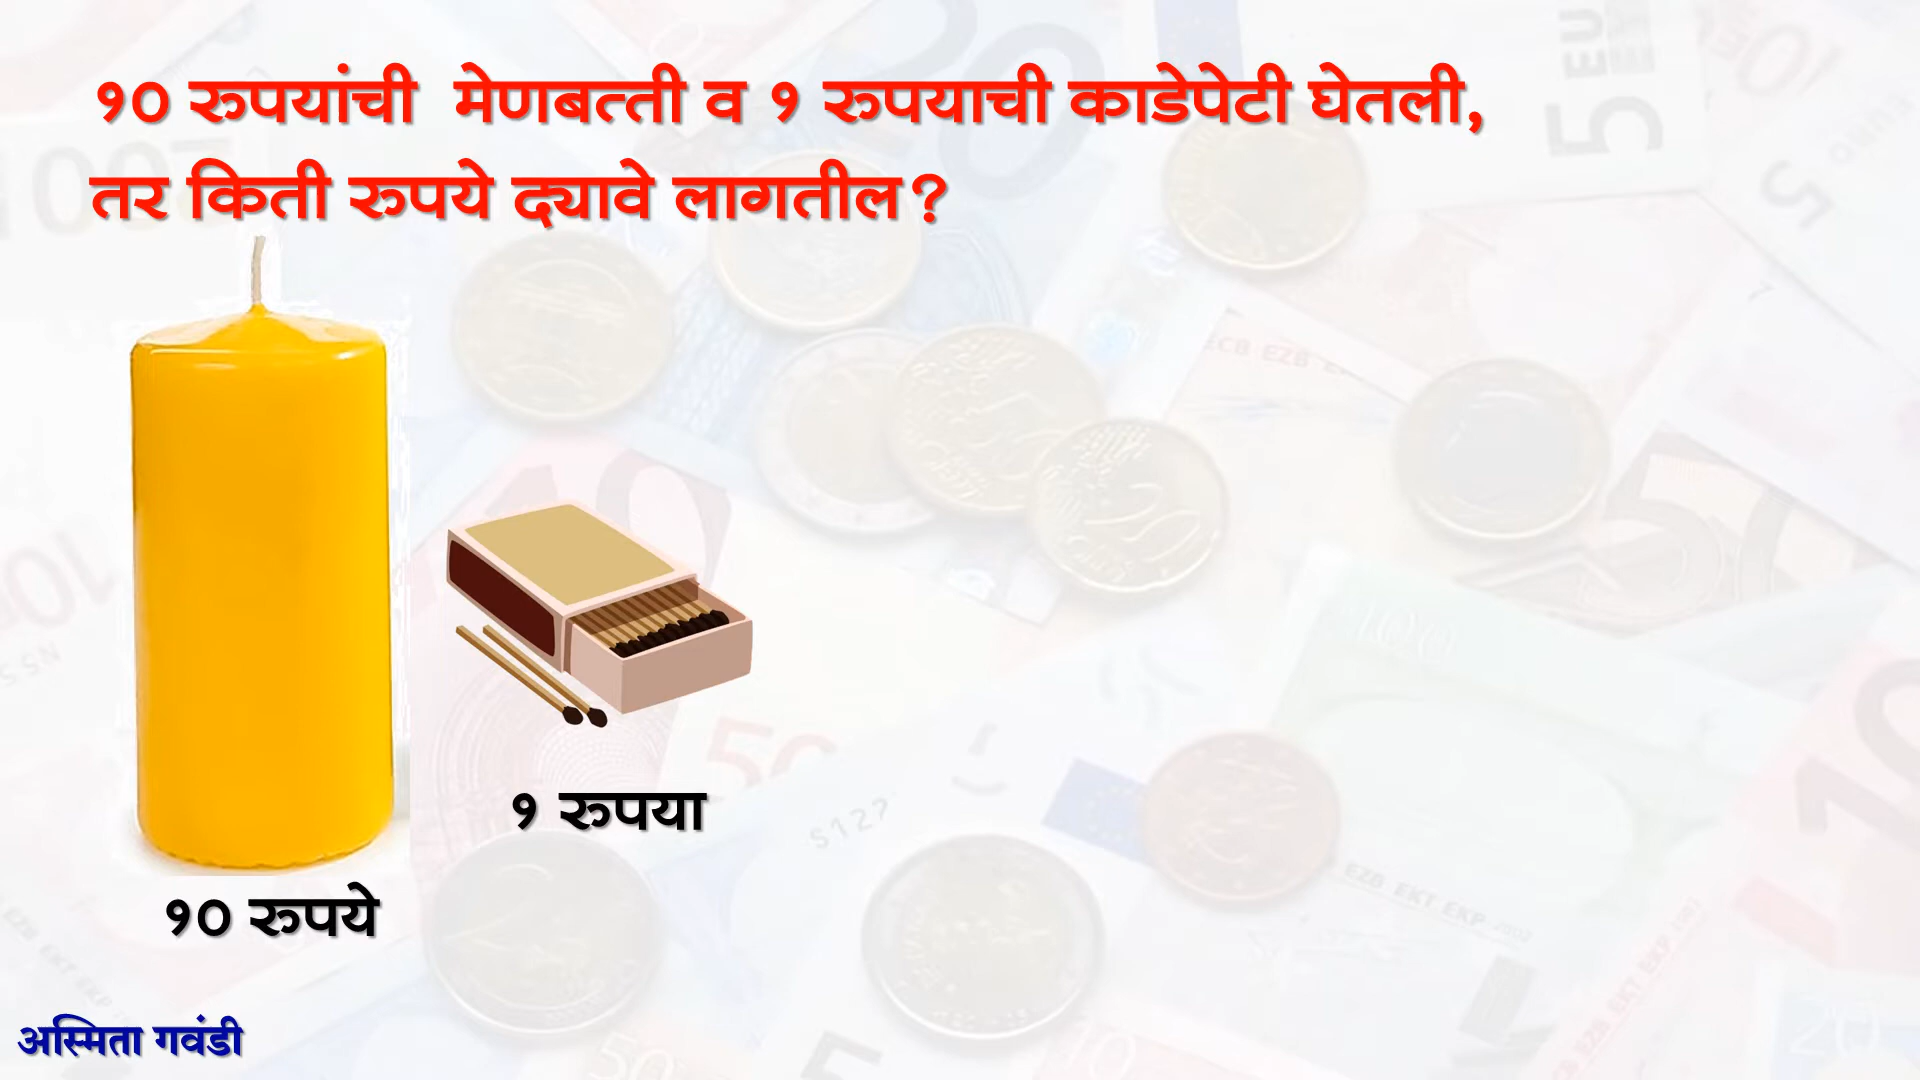 १० रुपयांची मेणबत्ती व १ रुपयाची काडेपेटी घेतली,
तर किती रुपये द्यावे लागतील?
१ रुपया
१० रुपये
अस्मिता गवंडी